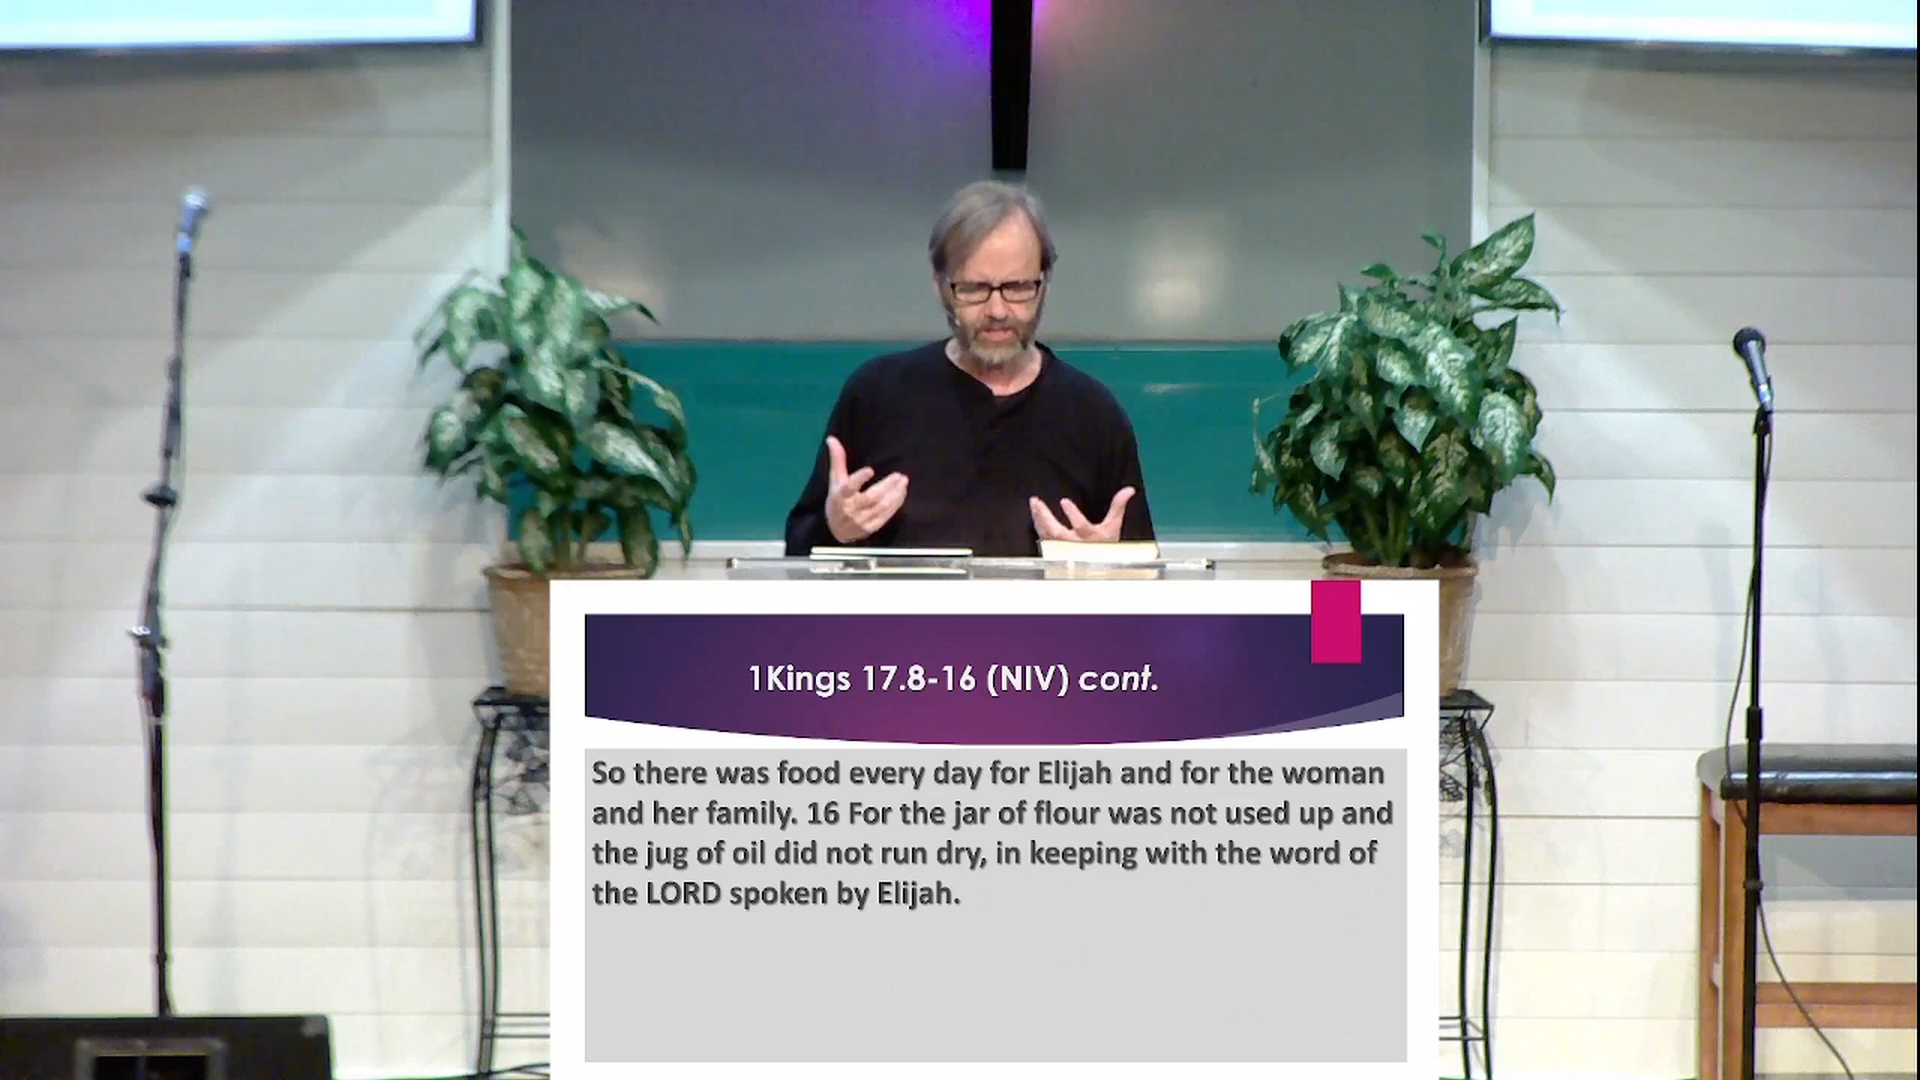 1Kings 17.8-16 (NIV) cont.
So there was food every day for Elijah and for the woman
and her family. 16 For the jar of flour was not used up and
the jug of oil did not run dry, in keeping with the word of
the LORD spoken by Elijah.